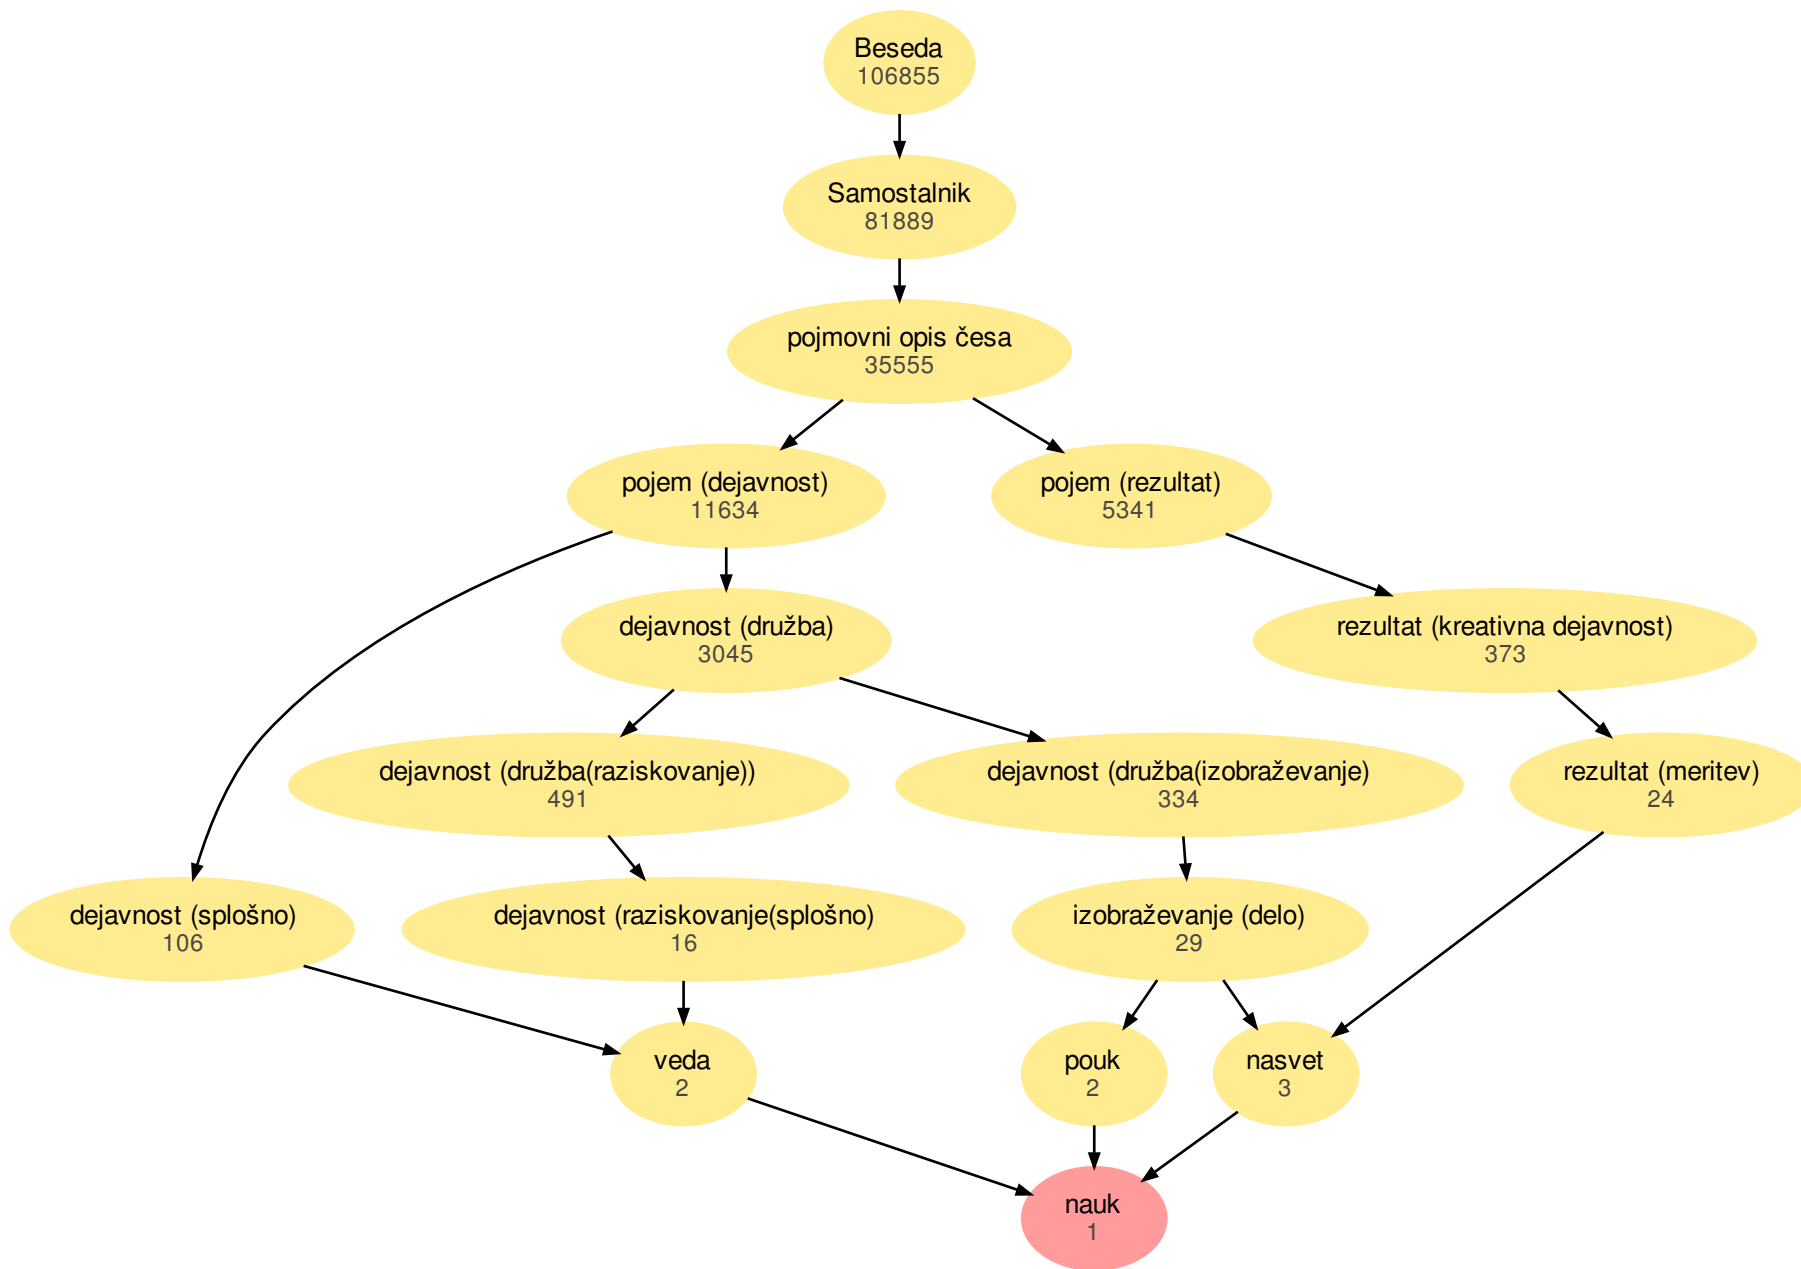 Beseda
106855
Samostalnik
81889
pojmovni opis česa
35555
pojem (dejavnost)
11634
pojem (rezultat)
5341
dejavnost (družba)
3045
rezultat (kreativna dejavnost)
373
dejavnost (družba(raziskovanje))
491
dejavnost (družba(izobraževanje)
334
rezultat (meritev)
24
dejavnost (splošno)
106
dejavnost (raziskovanje(splošno)
16
izobraževanje (delo)
29
veda
2
pouk
2
nasvet
3
nauk
1